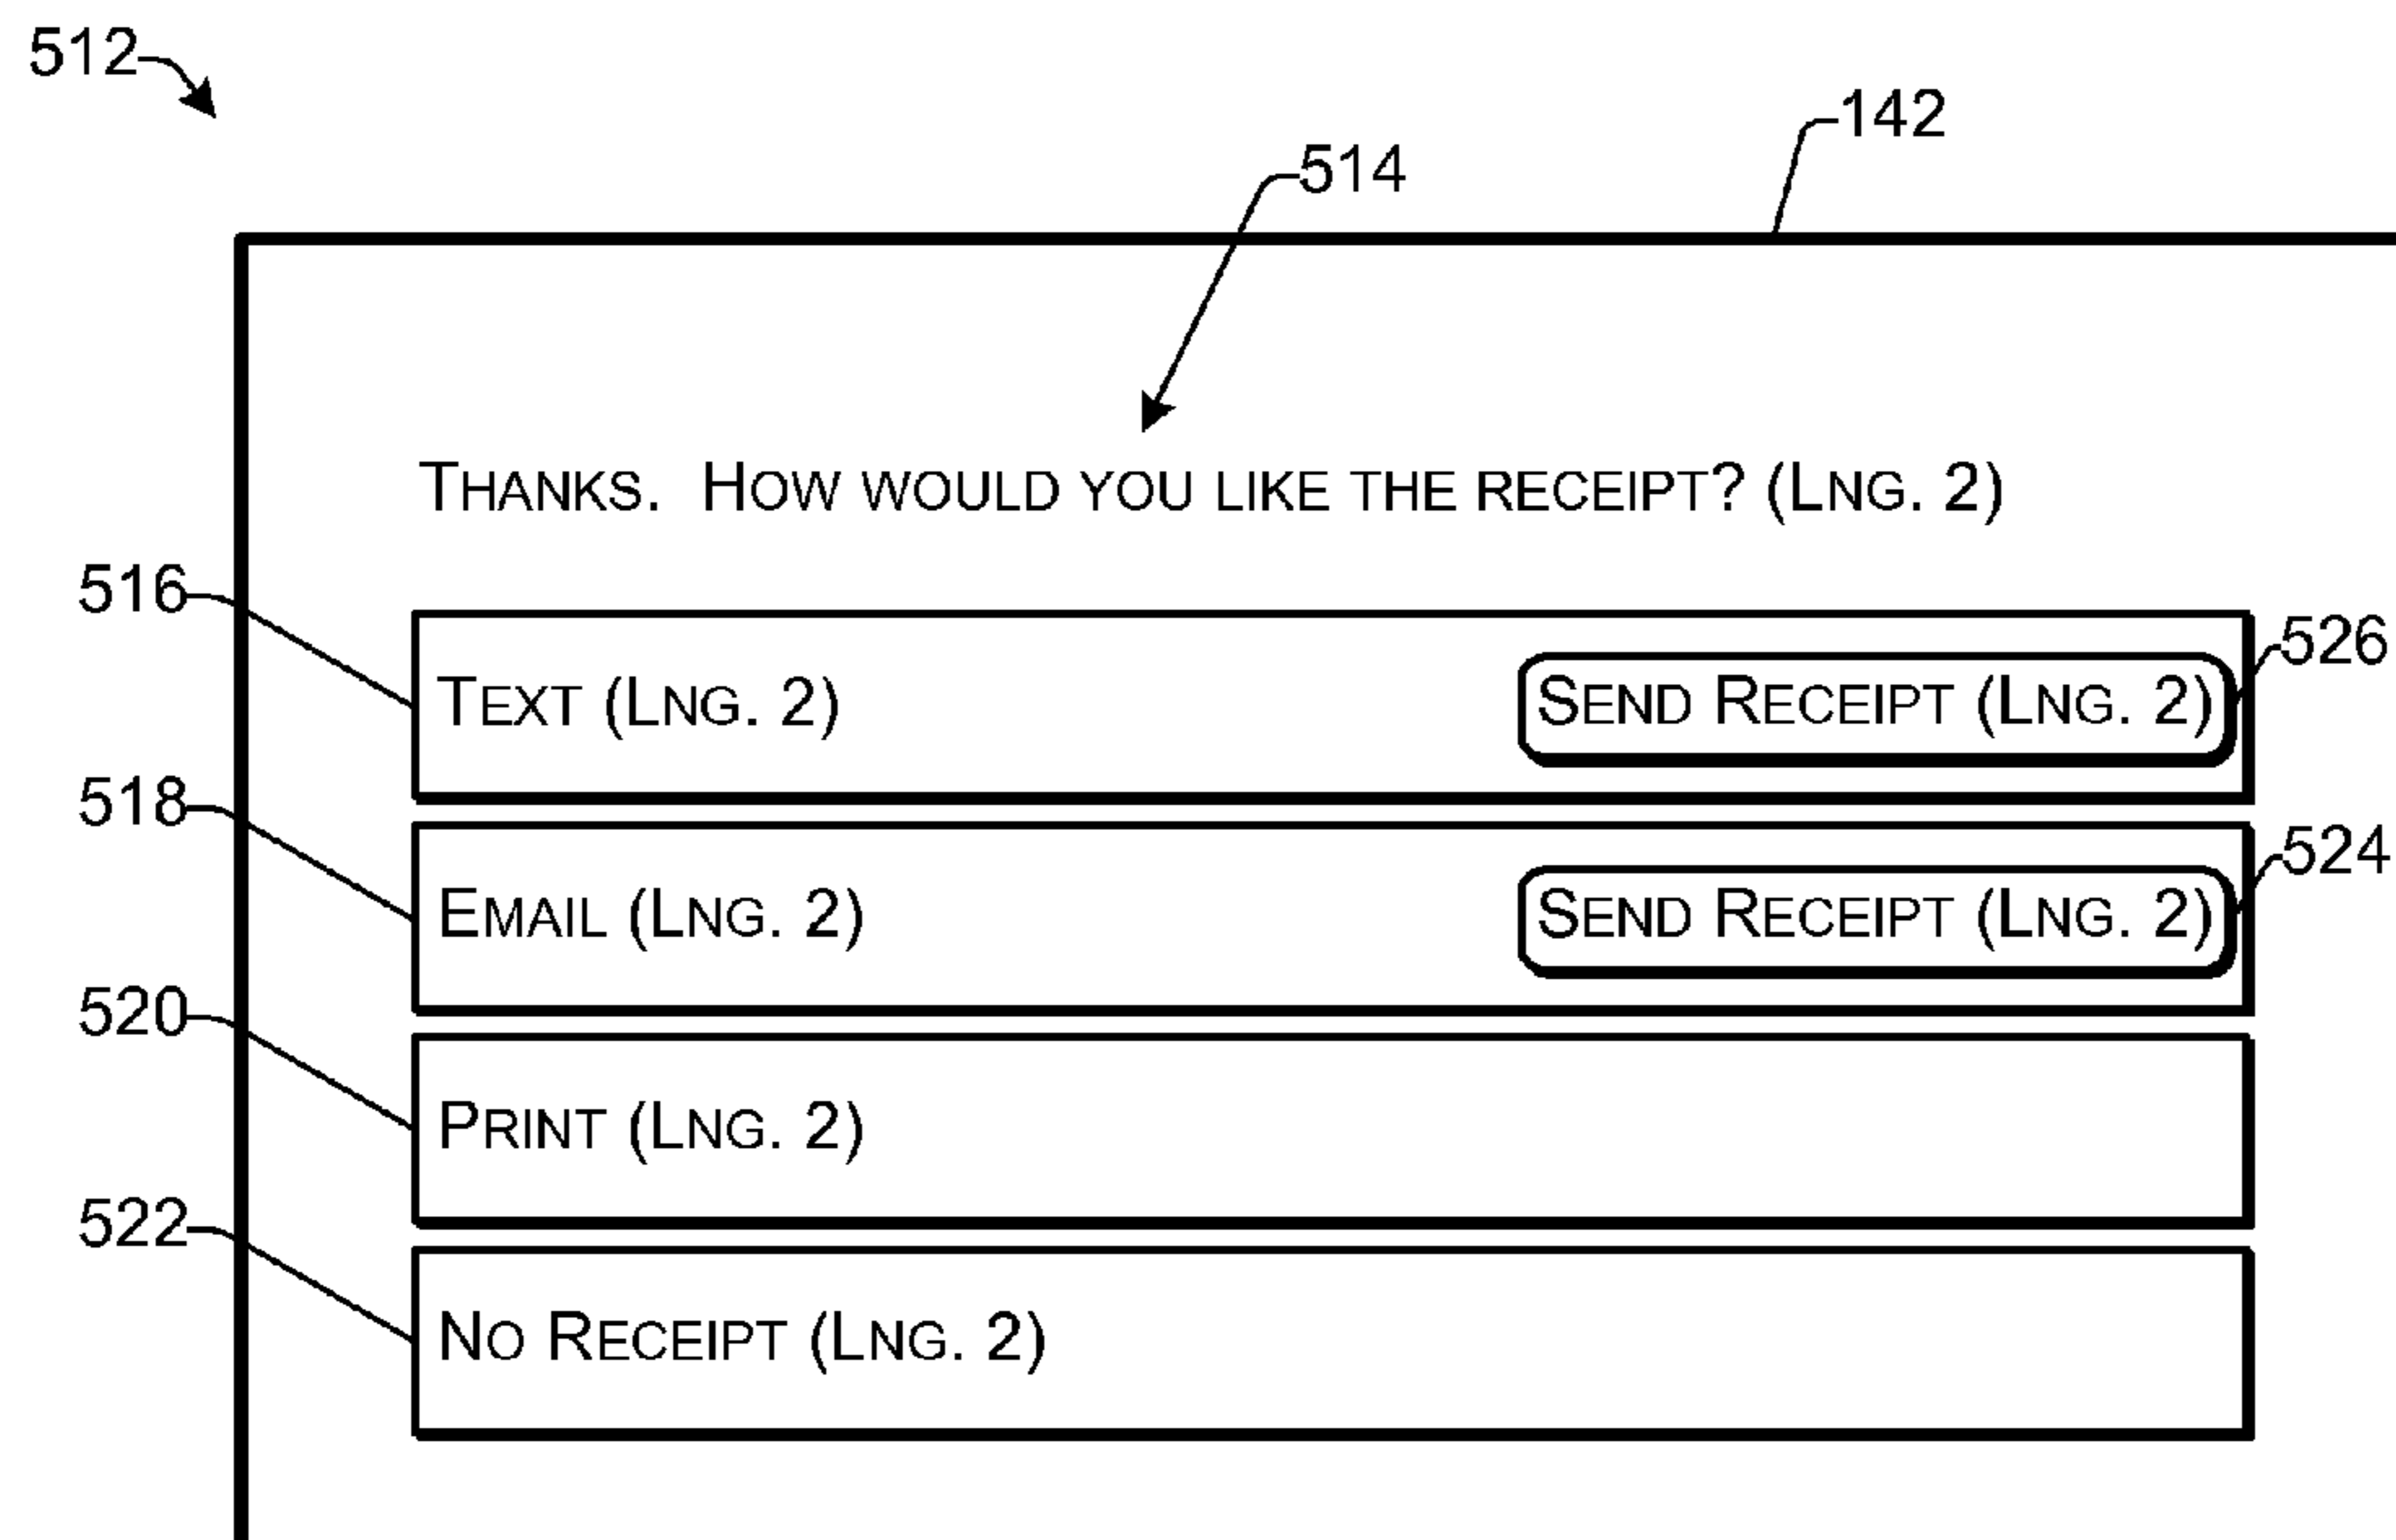 512
142
514
THANKS. HOW WOULD YOU LIKE THE RECEIPT? (LNG. 2)
516
TEXT (LNG. 2) SEND RECEIPT (LNG. 2)
526
518
EMAIL (LNG. 2) SEND RECEIPT (LNG. 2)
524
520
PRINT (LNG. 2)
522
NO RECEIPT (LNG. 2)